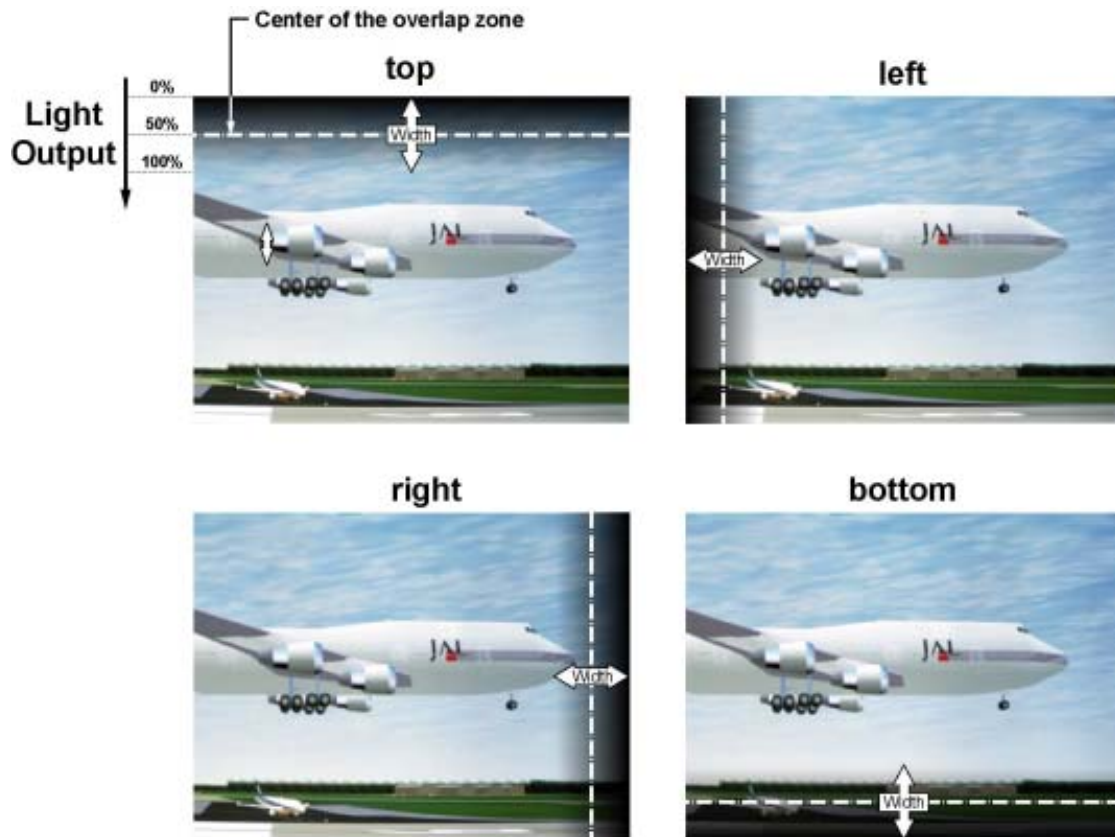 Center of the overlap zone
top
left
Light
Output
0%
50%
100%
Width
JAL
Width
JAL
right
bottom
JAL
Width
JAL
Width